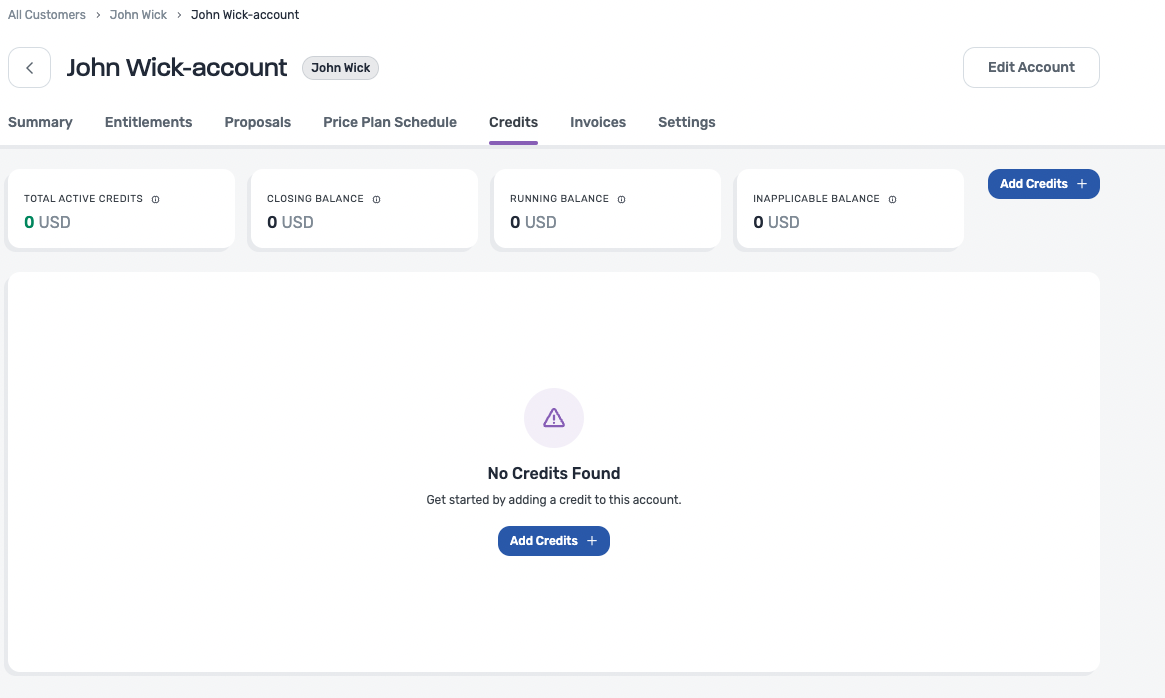 All Customers > John Wick > John Wick-account
John Wick-account John Wick Edit Account
Summary Entitlements Proposals Price Plan Schedule Credits Invoices Settings
TOTAL ACTIVE CREDITS CLOSING BALANCE RUNNING BALANCE INAPPLICABLE BALANCE Add Credits +
0 USD 0 USD 0 USD 0 USD
No Credits Found
Get started by adding a credit to this account.
Add Credits +